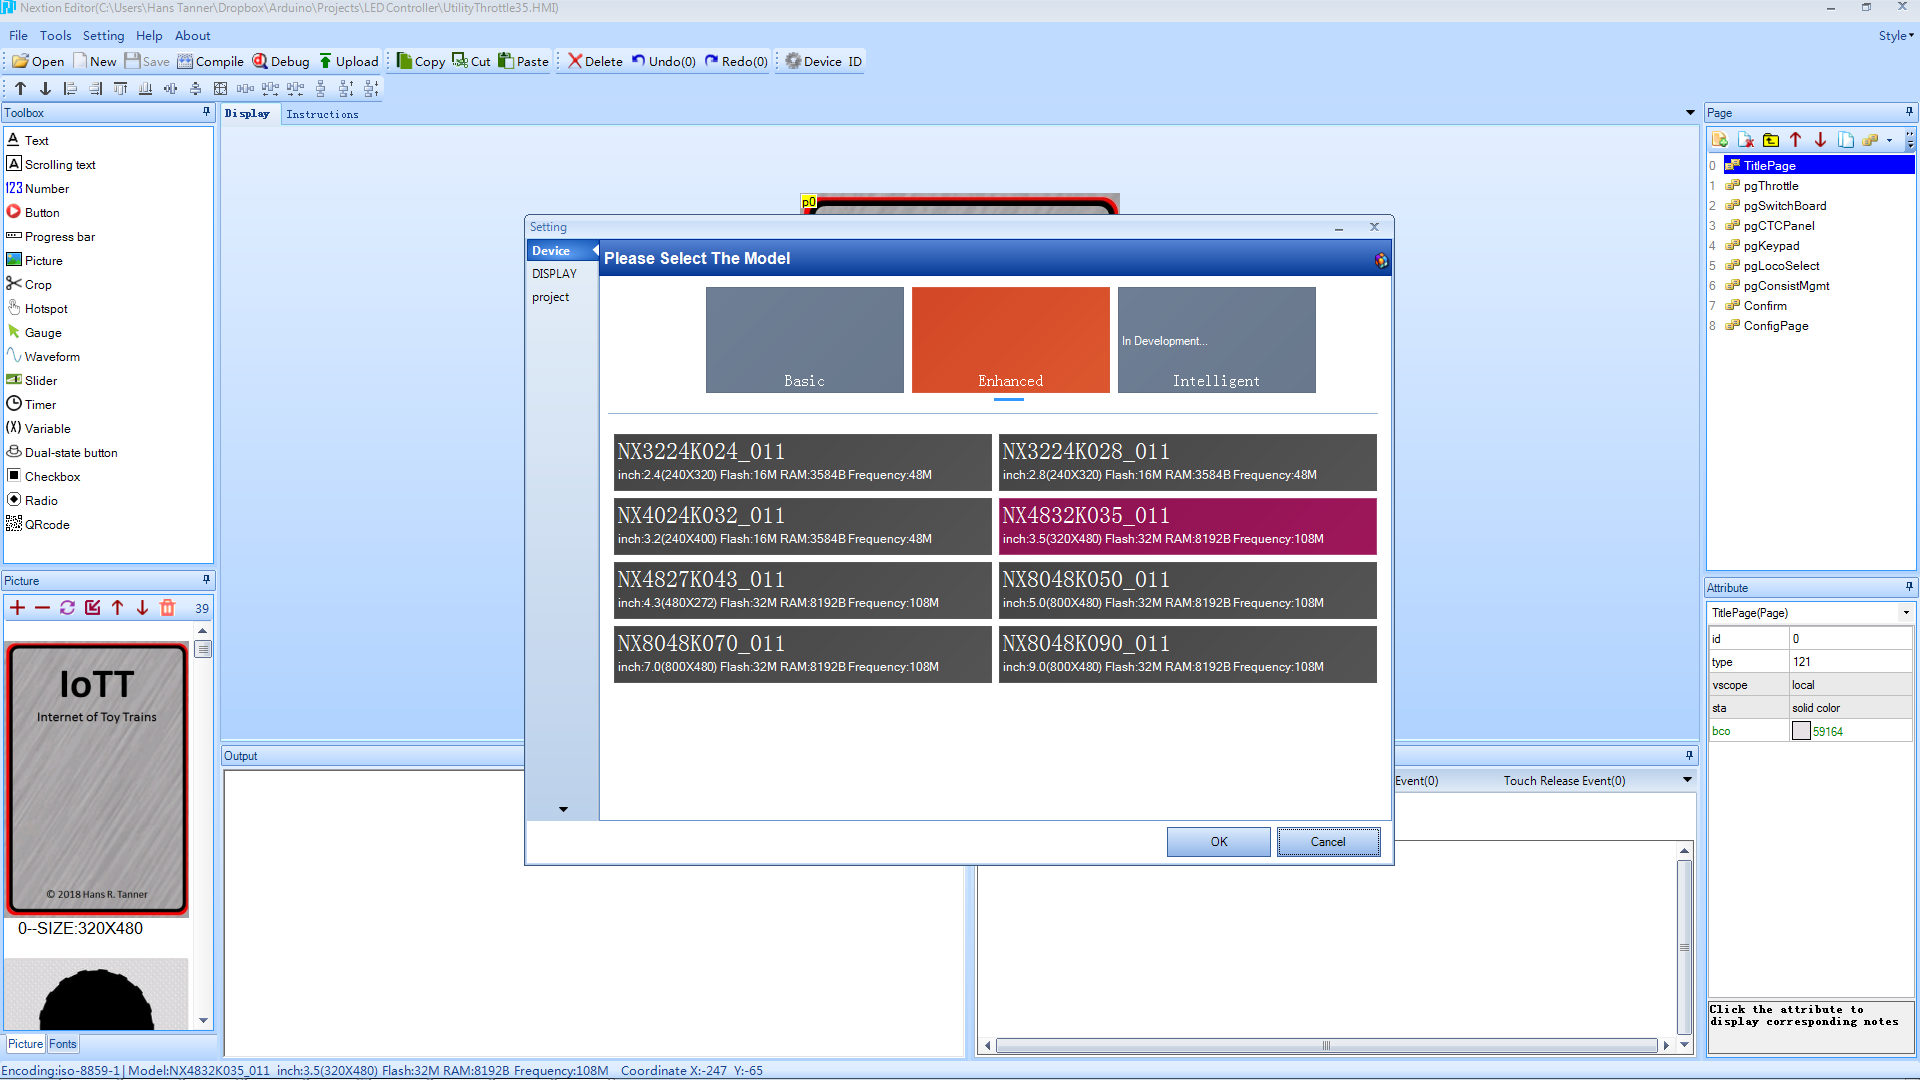 Nextion Editor(C:\Users\Hans Tanner\Dropbox\Arduino\Projects\LED Controller\UtilityThrottle35.HMI)
File Tools Setting Help About
Style
Open New Save Compile Debug Upload Copy Cut Paste Delete Undo(0) Redo(0) Device ID
Toolbox
Text
Scrolling text
123 Number
Button
Progress bar
Picture
Crop
Hotspot
Gauge
Waveform
Slider
Timer
(X) Variable
Dual-state button
Checkbox
Radio
QRcode
Picture
39
IoTT
Internet of Toy Trains
© 2018 Hans R. Tanner
0--SIZE:320X480
Picture Fonts
Display Instructions
p0
Setting
Device
DISPLAY
project
Please Select The Model
Basic
Enhanced
In Development...
Intelligent
NX3224K024_011
inch:2.4(240X320) Flash:16M RAM:3584B Frequency:48M
NX3224K028_011
inch:2.8(240X320) Flash:16M RAM:3584B Frequency:48M
NX4024K032_011
inch:3.2(240X400) Flash:16M RAM:3584B Frequency:48M
NX4832K035_011
inch:3.5(320X480) Flash:32M RAM:8192B Frequency:108M
NX4827K043_011
inch:4.3(480X272) Flash:32M RAM:8192B Frequency:108M
NX8048K050_011
inch:5.0(800X480) Flash:32M RAM:8192B Frequency:108M
NX8048K070_011
inch:7.0(800X480) Flash:32M RAM:8192B Frequency:108M
NX8048K090_011
inch:9.0(800X480) Flash:32M RAM:8192B Frequency:108M
OK Cancel
Output
Event(0) Touch Release Event(0)
Page
0 TitlePage
1 pgThrottle
2 pgSwitchBoard
3 pgCTCPanel
4 pgKeypad
5 pgLocoSelect
6 pgConsistMgmt
7 Confirm
8 ConfigPage
Attribute
TitlePage(Page)
id 0
type 121
vscope local
sta solid color
bco 59164
Click the attribute to
display corresponding notes
Encoding:iso-8859-1 | Model:NX4832K035_011 inch:3.5(320X480) Flash:32M RAM:8192B Frequency:108M Coordinate X:-247 Y:-65